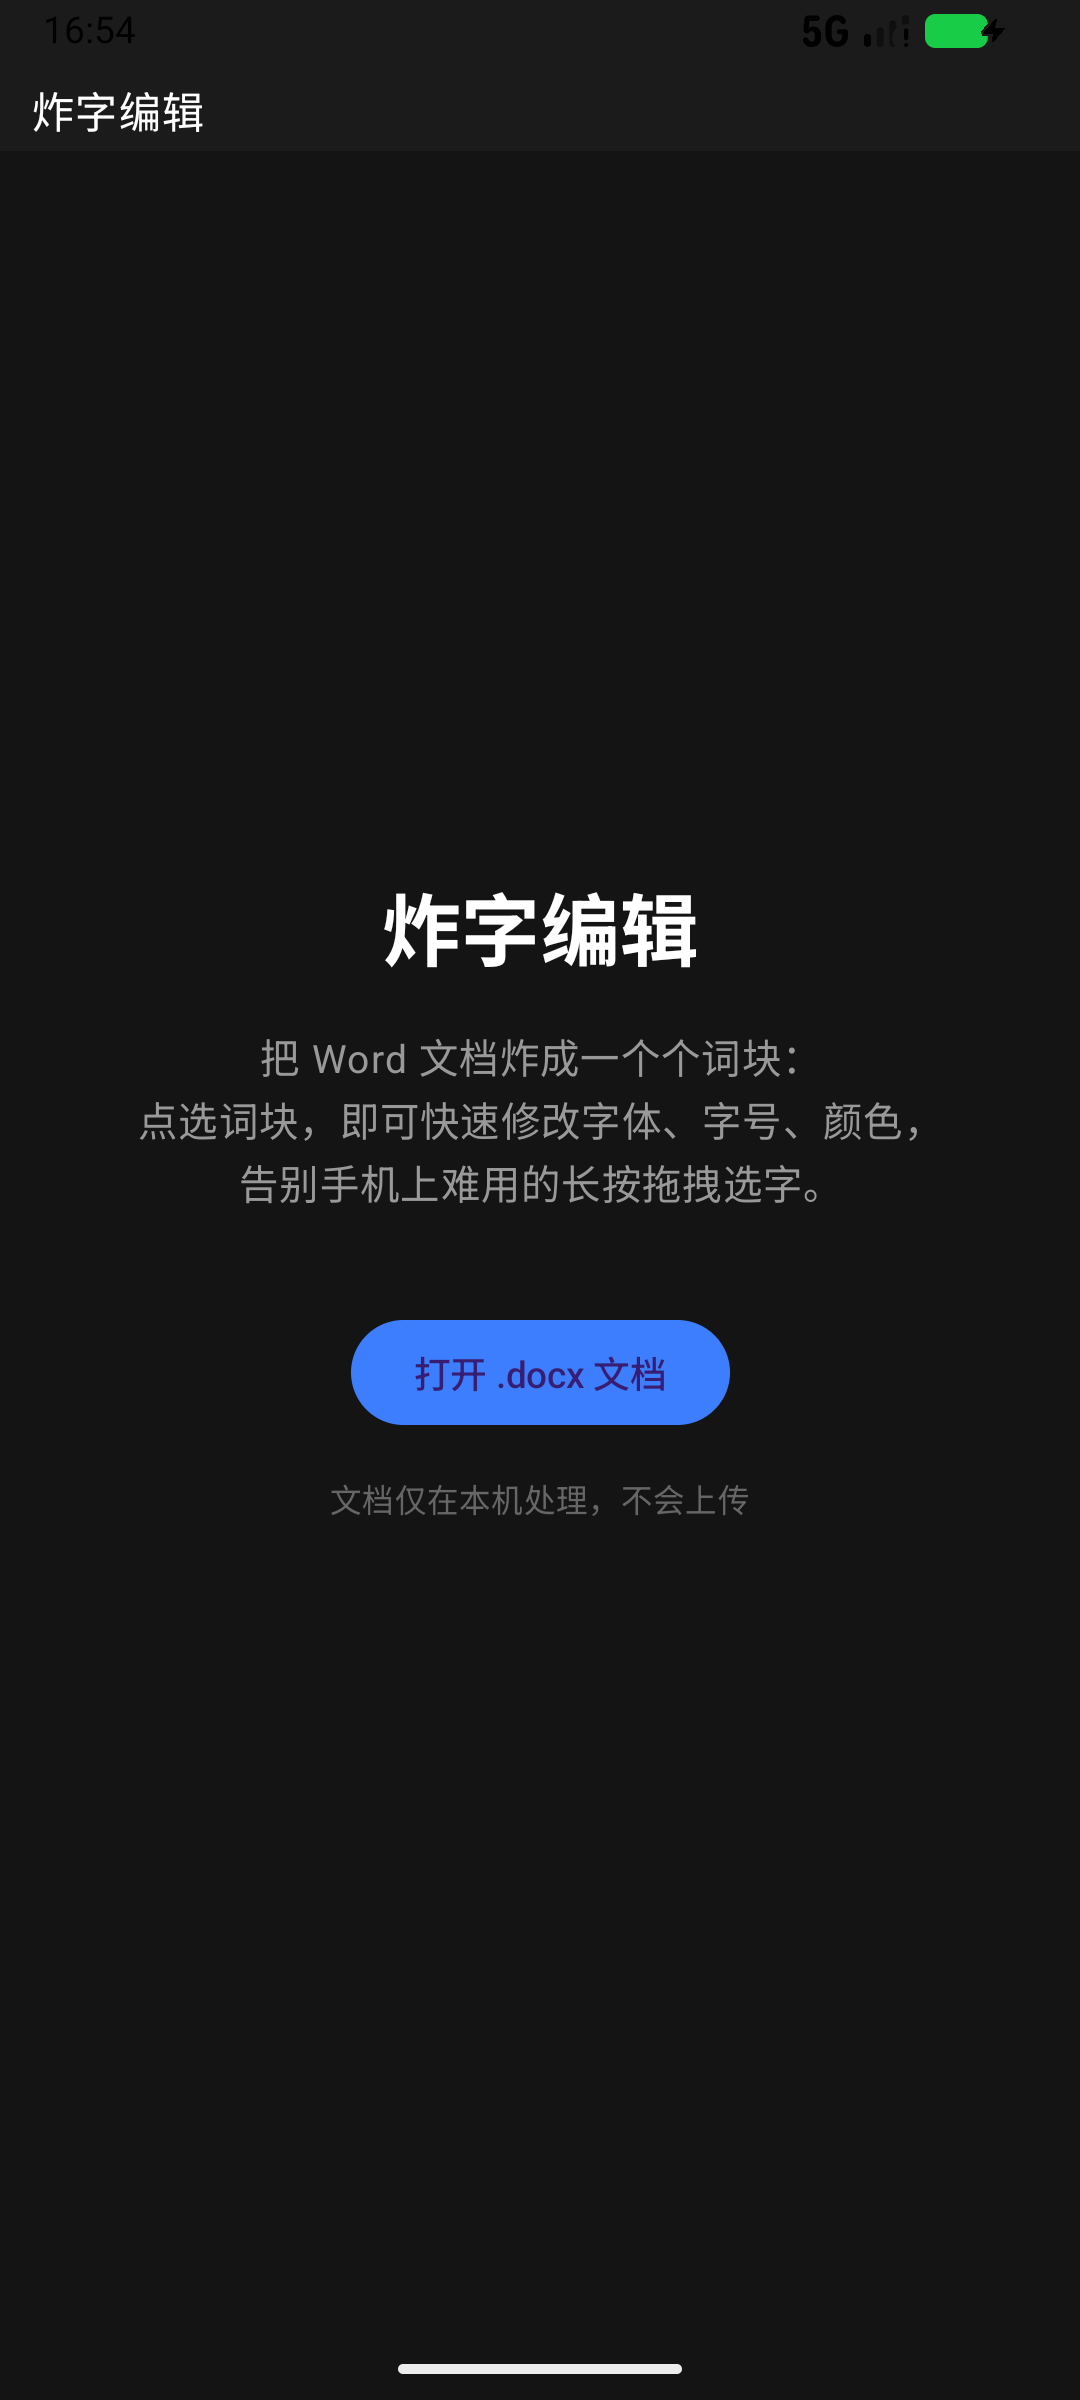 16:54
5G
炸字编辑
炸字编辑
把 Word 文档炸成一个个词块：
点选词块，即可快速修改字体、字号、颜色，
告别手机上难用的长按拖拽选字。
打开 .docx 文档
文档仅在本机处理，不会上传